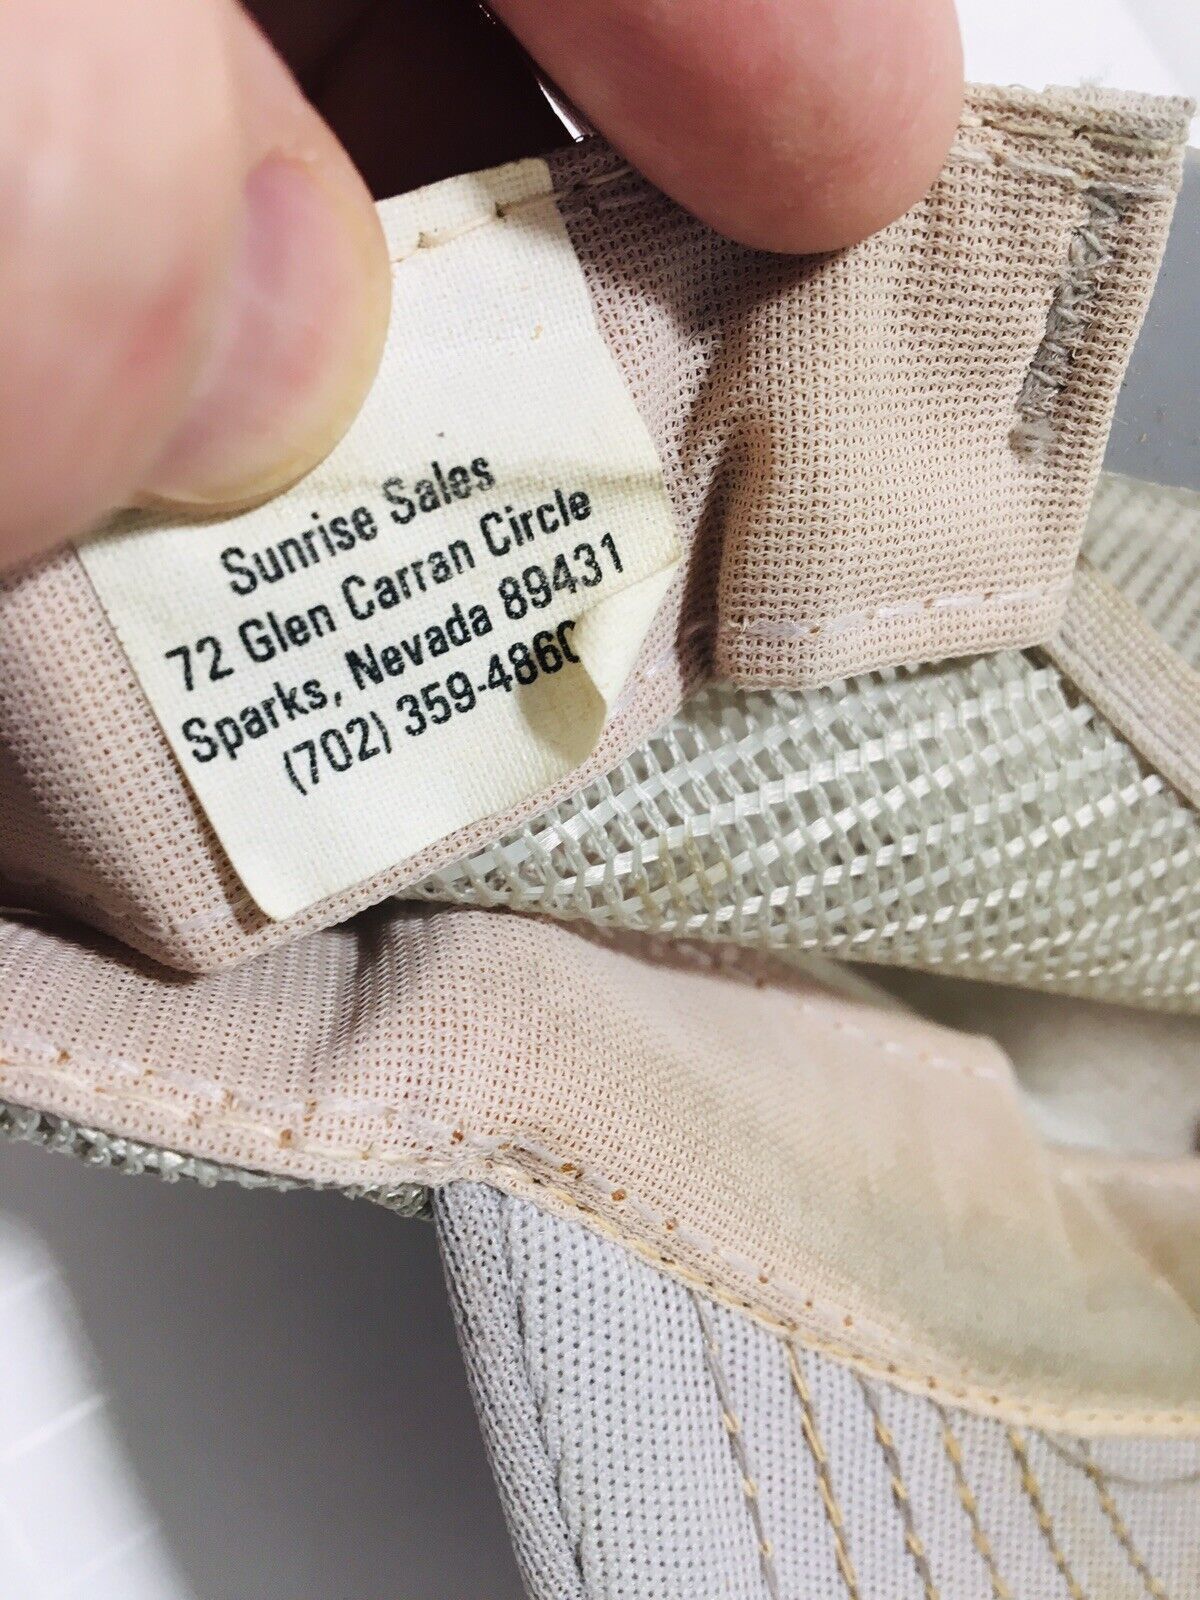 Sunrise Sales
72 Glen Carran Circle
Sparks, Nevada 89431
(702) 359-4860